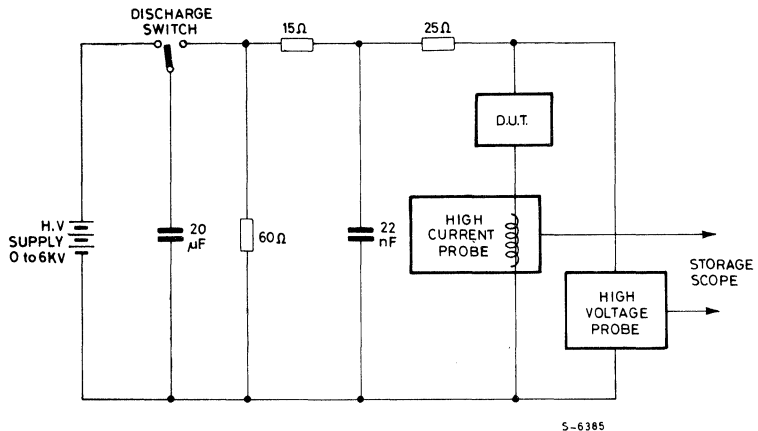 DISCHARGE
SWITCH
15Ω
25Ω
D.U.T.
H.V
SUPPLY
0 to 6KV
20
µF
60Ω
22
nF
HIGH
CURRENT
PROBE
STORAGE
SCOPE
HIGH
VOLTAGE
PROBE
S-6385